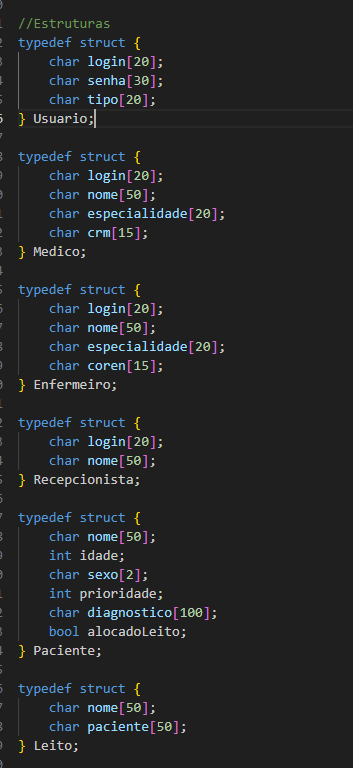 //Estruturas
typedef struct {
    char login[20];
    char senha[30];
    char tipo[20];
} Usuario;
typedef struct {
    char login[20];
    char nome[50];
    char especialidade[20];
    char crm[15];
} Medico;
typedef struct {
    char login[20];
    char nome[50];
    char especialidade[20];
    char coren[15];
} Enfermeiro;
typedef struct {
    char login[20];
    char nome[50];
} Recepcionista;
typedef struct {
    char nome[50];
    int idade;
    char sexo[2];
    int prioridade;
    char diagnostico[100];
    bool alocadoLeito;
} Paciente;
typedef struct {
    char nome[50];
    char paciente[50];
} Leito;